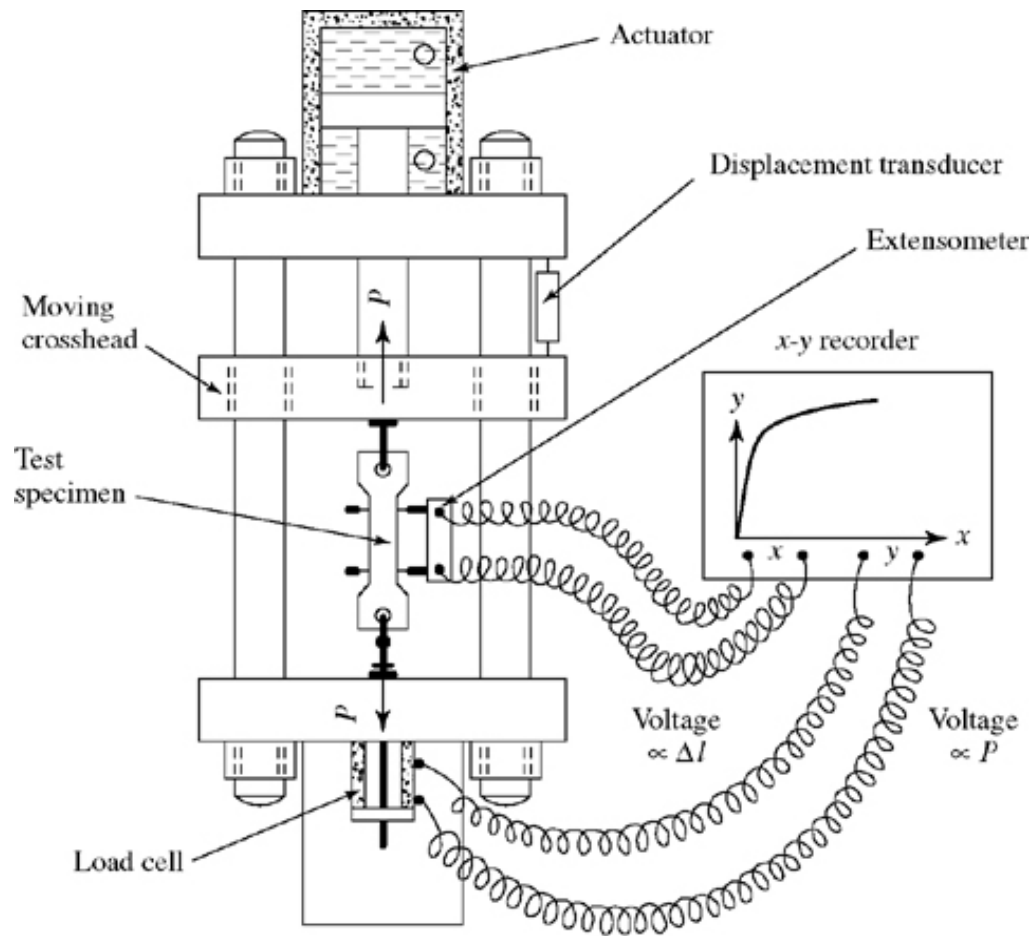 Actuator
Displacement transducer
Extensometer
Moving
crosshead
P
x-y recorder
y
x
x
y
Test
specimen
P
Voltage
∝ Δl
Voltage
∝ P
Load cell